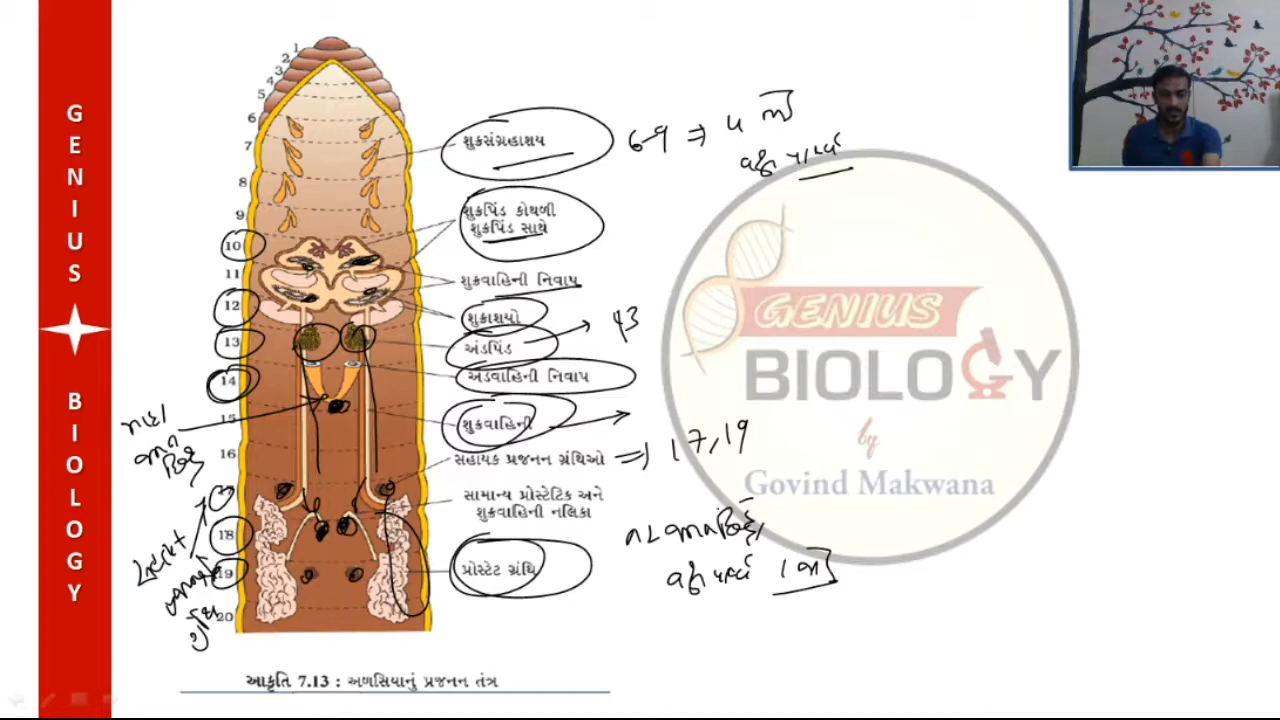 GENIUS
BIOLOGY
1
2
3
4
5
6
7
8
9
10
11
12
13
14
15
16
18
19
20
શુક્રસંગ્રહાશય
6-9 ⇒
શુક્રપિંડ કોથળી
શુક્રપિંડ સાથે
શુક્રવાહિની નિવાપ
શુક્રાશયો
અંડપિંડ
13
અંડવાહિની નિવાપ
શુક્રવાહિની
સહાયક પ્રજનન ગ્રંથિઓ ⇒ 17,19
સામાન્ય પ્રોસ્ટેટિક અને
શુક્રવાહિની નલિકા
પ્રોસ્ટેટ ગ્રંથિ
આકૃતિ 7.13 : અળસિયાનું પ્રજનન તંત્ર
GENIUS
BIOLOGY
by
Govind Makwana